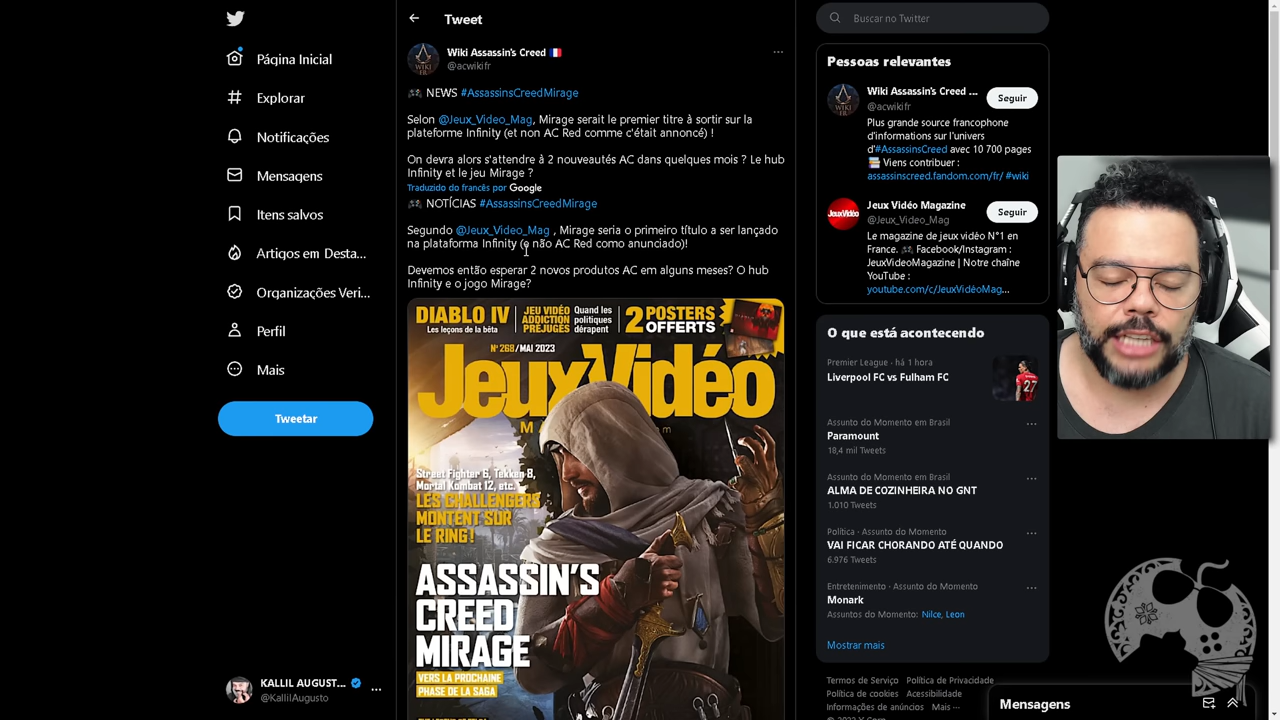 Página Inicial
Explorar
Notificações
Mensagens
Itens salvos
Artigos em Desta...
Organizações Veri...
Perfil
Mais
Tweetar
KALLIL AUGUST...
@KallilAugusto
Tweet
Wiki Assassin's Creed
@acwikifr
NEWS #AssassinsCreedMirage
Selon @Jeux_Video_Mag, Mirage serait le premier titre à sortir sur la
plateforme Infinity (et non AC Red comme c'était annoncé) !
On devra alors s'attendre à 2 nouveautés AC dans quelques mois ? Le hub
Infinity et le jeu Mirage ?
Traduzido do francês por Google
NOTÍCIAS #AssassinsCreedMirage
Segundo @Jeux_Video_Mag , Mirage seria o primeiro título a ser lançado
na plataforma Infinity (e não AC Red como anunciado)!
Devemos então esperar 2 novos produtos AC em alguns meses? O hub
Infinity e o jogo Mirage?
DIABLO IV
Les leçons de la bêta
JEU VIDÉO
ADDICTION
PRÉJUGÉS
Quand les
politiques
dérapent
2 POSTERS
OFFERTS
N° 268 / MAI 2023
Jeux Vidéo
Street Fighter 6, Tekken 8,
Mortal Kombat 12, etc.
LES CHALLENGERS
MONTENT SUR
LE RING !
ASSASSIN'S
CREED
MIRAGE
VERS LA PROCHAINE
PHASE DE LA SAGA
Buscar no Twitter
Pessoas relevantes
Wiki Assassin's Creed ...
@acwikifr
Seguir
Plus grande source francophone
d'informations sur l'univers
d'#AssassinsCreed avec 10 700 pages
Viens contribuer :
assassinscreed.fandom.com/fr/ #wiki
Jeux Vidéo Magazine
@Jeux_Video_Mag
Seguir
Le magazine de jeux vidéo N°1 en
France. Facebook/Instagram :
JeuxVideoMagazine | Notre chaîne
YouTube :
youtube.com/c/JeuxVidéoMag...
O que está acontecendo
Premier League · há 1 hora
Liverpool FC vs Fulham FC
Assunto do Momento em Brasil
Paramount
18,4 mil Tweets
Assunto do Momento em Brasil
ALMA DE COZINHEIRA NO GNT
1.010 Tweets
Política · Assunto do Momento
VAI FICAR CHORANDO ATÉ QUANDO
6.976 Tweets
Entretenimento · Assunto do Momento
Monark
Assuntos do Momento: Nilce, Leon
Mostrar mais
Termos de Serviço Política de Privacidade
Política de cookies Acessibilidade
Informações de anúncios Mais ···
Mensagens